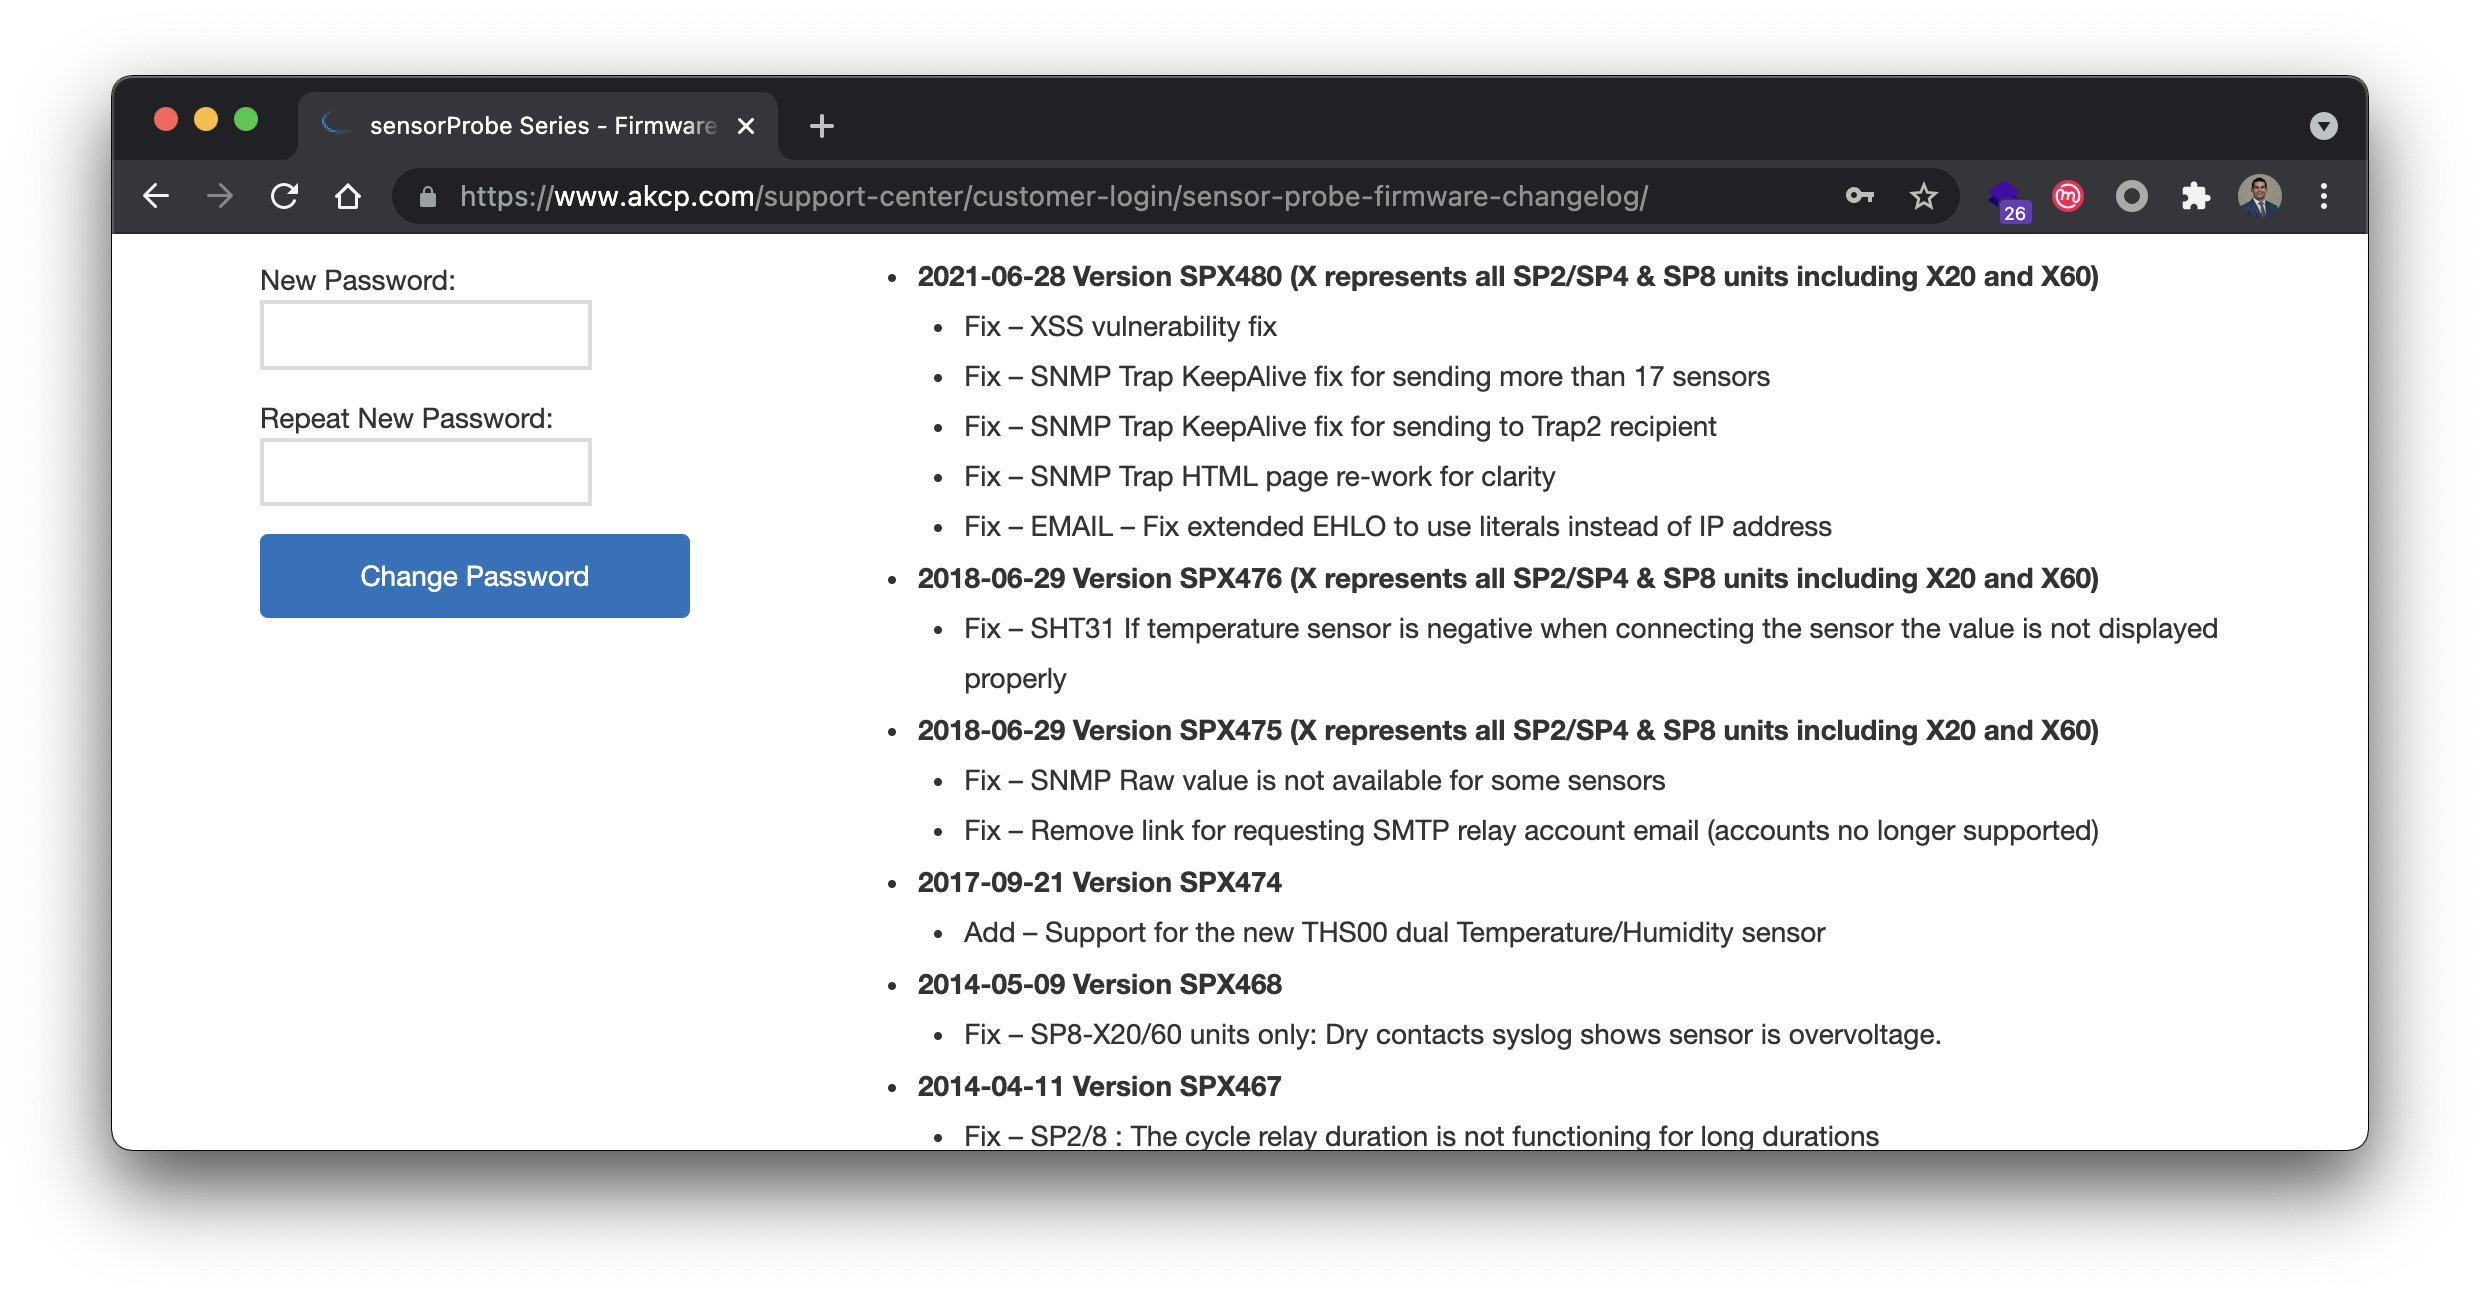 sensorProbe Series - Firmware
https://www.akcp.com/support-center/customer-login/sensor-probe-firmware-changelog/
26
New Password:
Repeat New Password:
Change Password
• 2021-06-28 Version SPX480 (X represents all SP2/SP4 & SP8 units including X20 and X60)
• Fix – XSS vulnerability fix
• Fix – SNMP Trap KeepAlive fix for sending more than 17 sensors
• Fix – SNMP Trap KeepAlive fix for sending to Trap2 recipient
• Fix – SNMP Trap HTML page re-work for clarity
• Fix – EMAIL – Fix extended EHLO to use literals instead of IP address
• 2018-06-29 Version SPX476 (X represents all SP2/SP4 & SP8 units including X20 and X60)
• Fix – SHT31 If temperature sensor is negative when connecting the sensor the value is not displayed
properly
• 2018-06-29 Version SPX475 (X represents all SP2/SP4 & SP8 units including X20 and X60)
• Fix – SNMP Raw value is not available for some sensors
• Fix – Remove link for requesting SMTP relay account email (accounts no longer supported)
• 2017-09-21 Version SPX474
• Add – Support for the new THS00 dual Temperature/Humidity sensor
• 2014-05-09 Version SPX468
• Fix – SP8-X20/60 units only: Dry contacts syslog shows sensor is overvoltage.
• 2014-04-11 Version SPX467
• Fix – SP2/8 : The cycle relay duration is not functioning for long durations